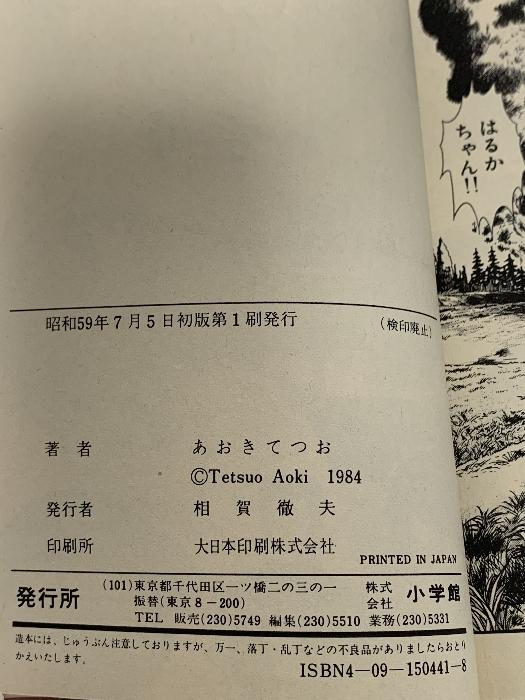 はるか
ちゃん!!
昭和59年7月5日初版第1刷発行 (検印廃止)
著者 あおきてつお
©Tetsuo Aoki 1984
発行者 相賀徹夫
印刷所 大日本印刷株式会社
PRINTED IN JAPAN
発行所 (101)東京都千代田区一ツ橋二の三の一 株式会社 小学館
振替(東京8-200)
TEL 販売(230)5749 編集(230)5510 業務(230)5331
造本には、じゅうぶん注意しておりますが、万一、落丁・乱丁などの不良品がありましたらおとり
かえいたします。
ISBN4-09-150441-8